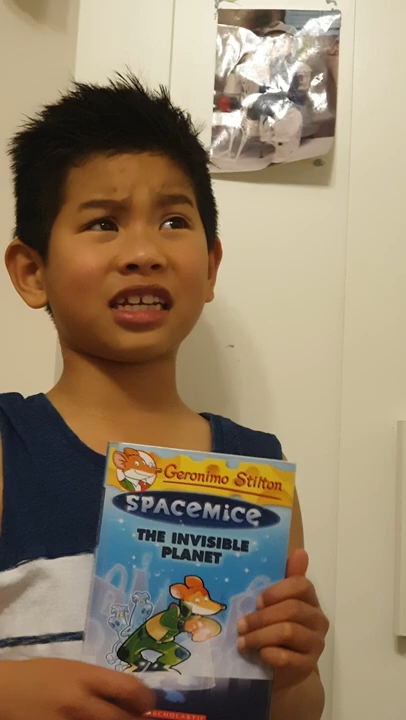 Geronimo Stilton
SPACEMICE
THE INVISIBLE
PLANET
SCHOLASTIC